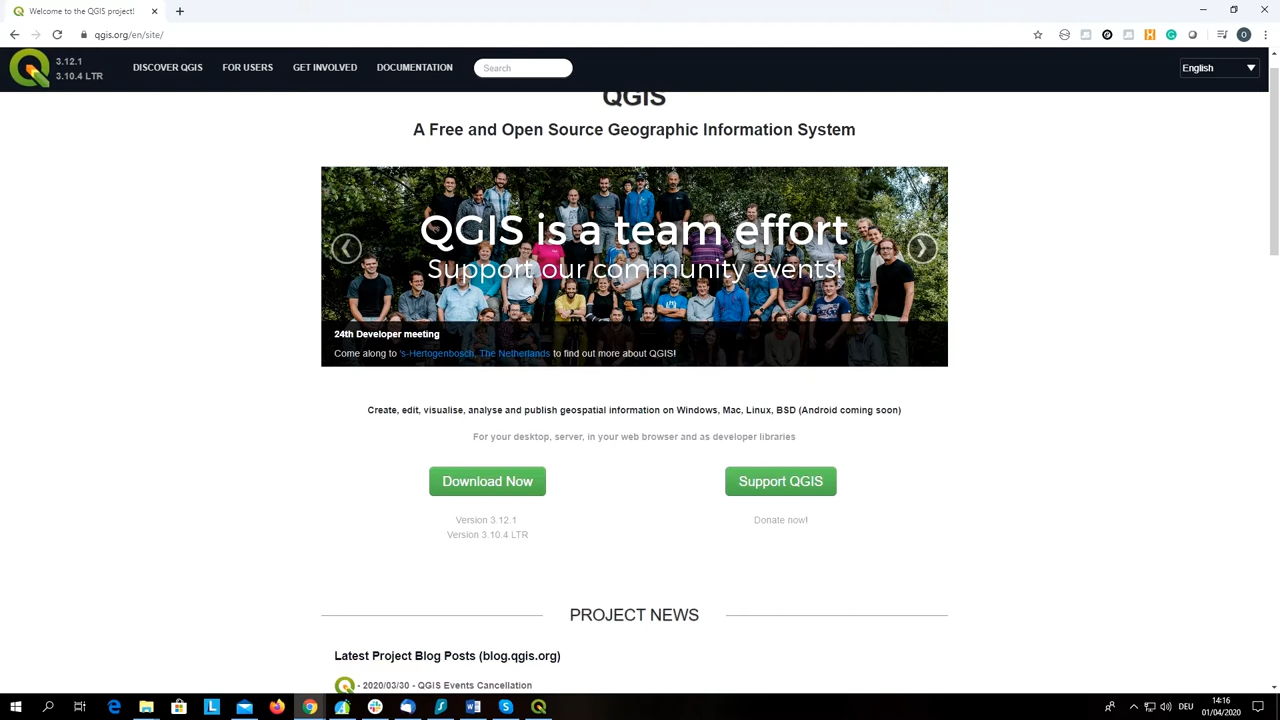 Welcome to the QGIS project!
qgis.org/en/site/
3.12.1
3.10.4 LTR
DISCOVER QGIS
FOR USERS
GET INVOLVED
DOCUMENTATION
Search
English
QGIS
A Free and Open Source Geographic Information System
QGIS is a team effort
Support our community events!
24th Developer meeting
Come along to 's-Hertogenbosch, The Netherlands to find out more about QGIS!
Create, edit, visualise, analyse and publish geospatial information on Windows, Mac, Linux, BSD (Android coming soon)
For your desktop, server, in your web browser and as developer libraries
Download Now
Support QGIS
Version 3.12.1
Version 3.10.4 LTR
Donate now!
PROJECT NEWS
Latest Project Blog Posts (blog.qgis.org)
- 2020/03/30 - QGIS Events Cancellation
DEU
14:16
01/04/2020